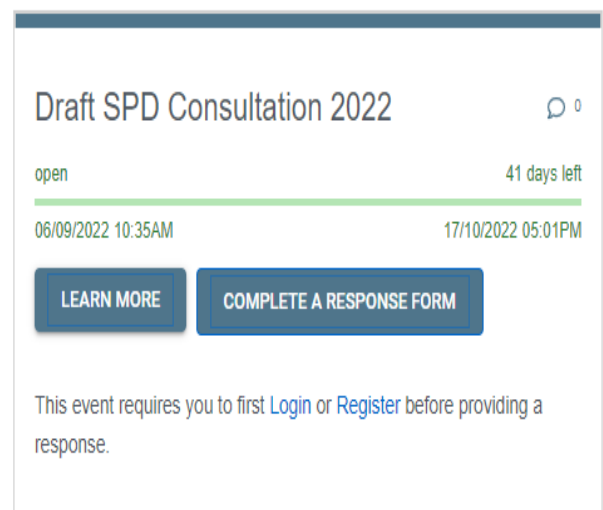 Draft SPD Consultation 2022 0
open 41 days left
06/09/2022 10:35AM 17/10/2022 05:01PM
LEARN MORE COMPLETE A RESPONSE FORM
This event requires you to first Login or Register before providing a
response.